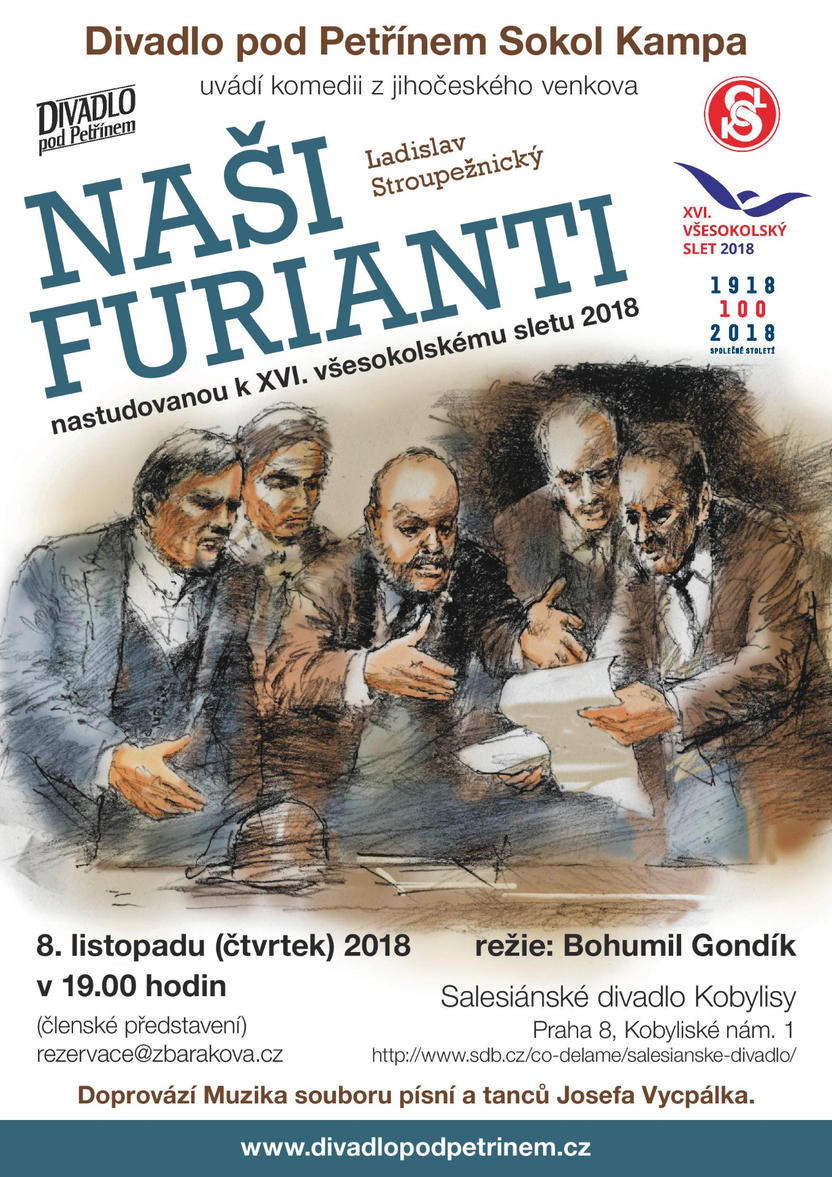 Divadlo pod Petřínem Sokol Kampa
uvádí komedii z jihočeského venkova
DIVADLO
pod Petřínem
Ladislav
Stroupežnický
NAŠI
FURIANTI
nastudovanou k XVI. všesokolskému sletu 2018
XVI.
VŠESOKOLSKÝ
SLET 2018
1918
100
2018
SPOLEČNÉ STOLETÍ
8. listopadu (čtvrtek) 2018
v 19.00 hodin
(členské představení)
rezervace@zbarakova.cz
režie: Bohumil Gondík
Salesiánské divadlo Kobylisy
Praha 8, Kobyliské nám. 1
http://www.sdb.cz/co-delame/salesianske-divadlo/
Doprovází Muzika souboru písní a tanců Josefa Vycpálka.
www.divadlopodpetrinem.cz